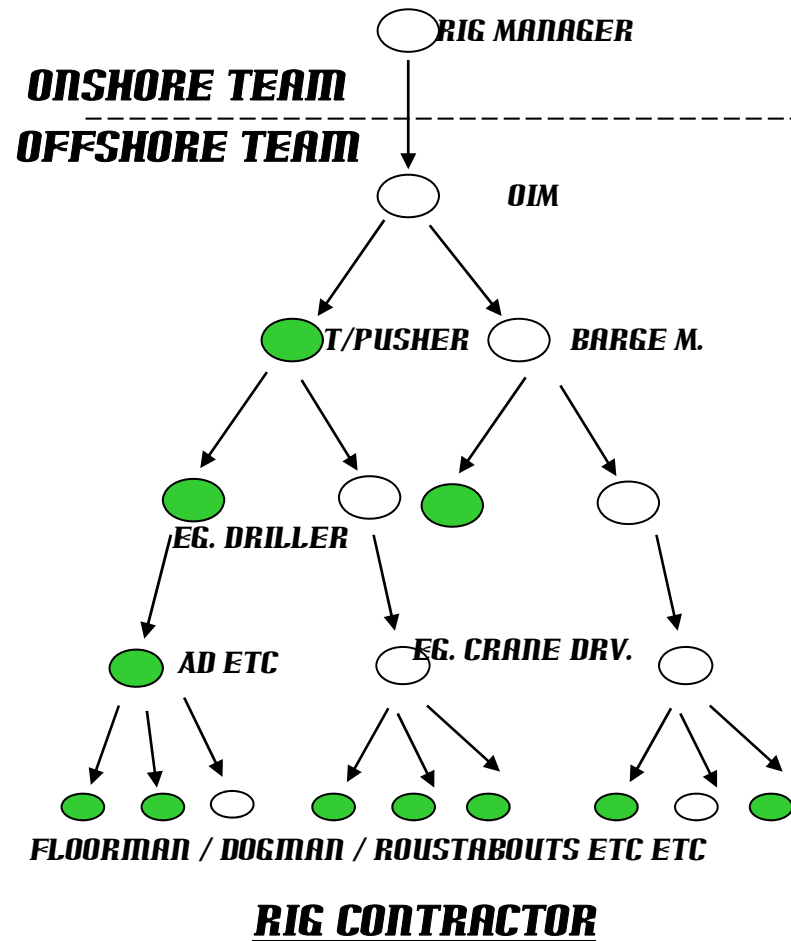 RIG MANAGER
ONSHORE TEAM
OFFSHORE TEAM
OIM
T/PUSHER
BARGE M.
EG. DRILLER
AD ETC
EG. CRANE DRV.
FLOORMAN / DOGMAN / ROUSTABOUTS ETC ETC
RIG CONTRACTOR